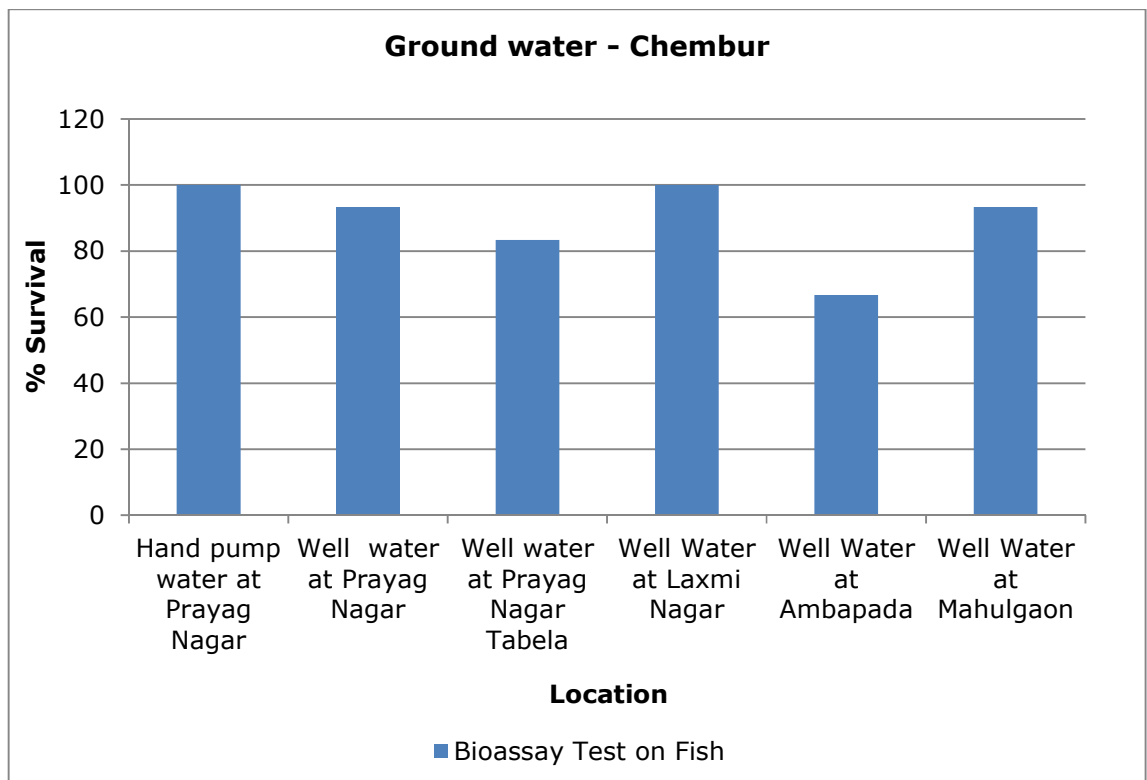 Ground water - Chembur
120
100
80
60
40
20
0
% Survival
Hand pump
water at
Prayag
Nagar
Well water
at Prayag
Nagar
Well water
at Prayag
Nagar
Tabela
Well Water
at Laxmi
Nagar
Well Water
at
Ambapada
Well Water
at
Mahulgaon
Location
Bioassay Test on Fish